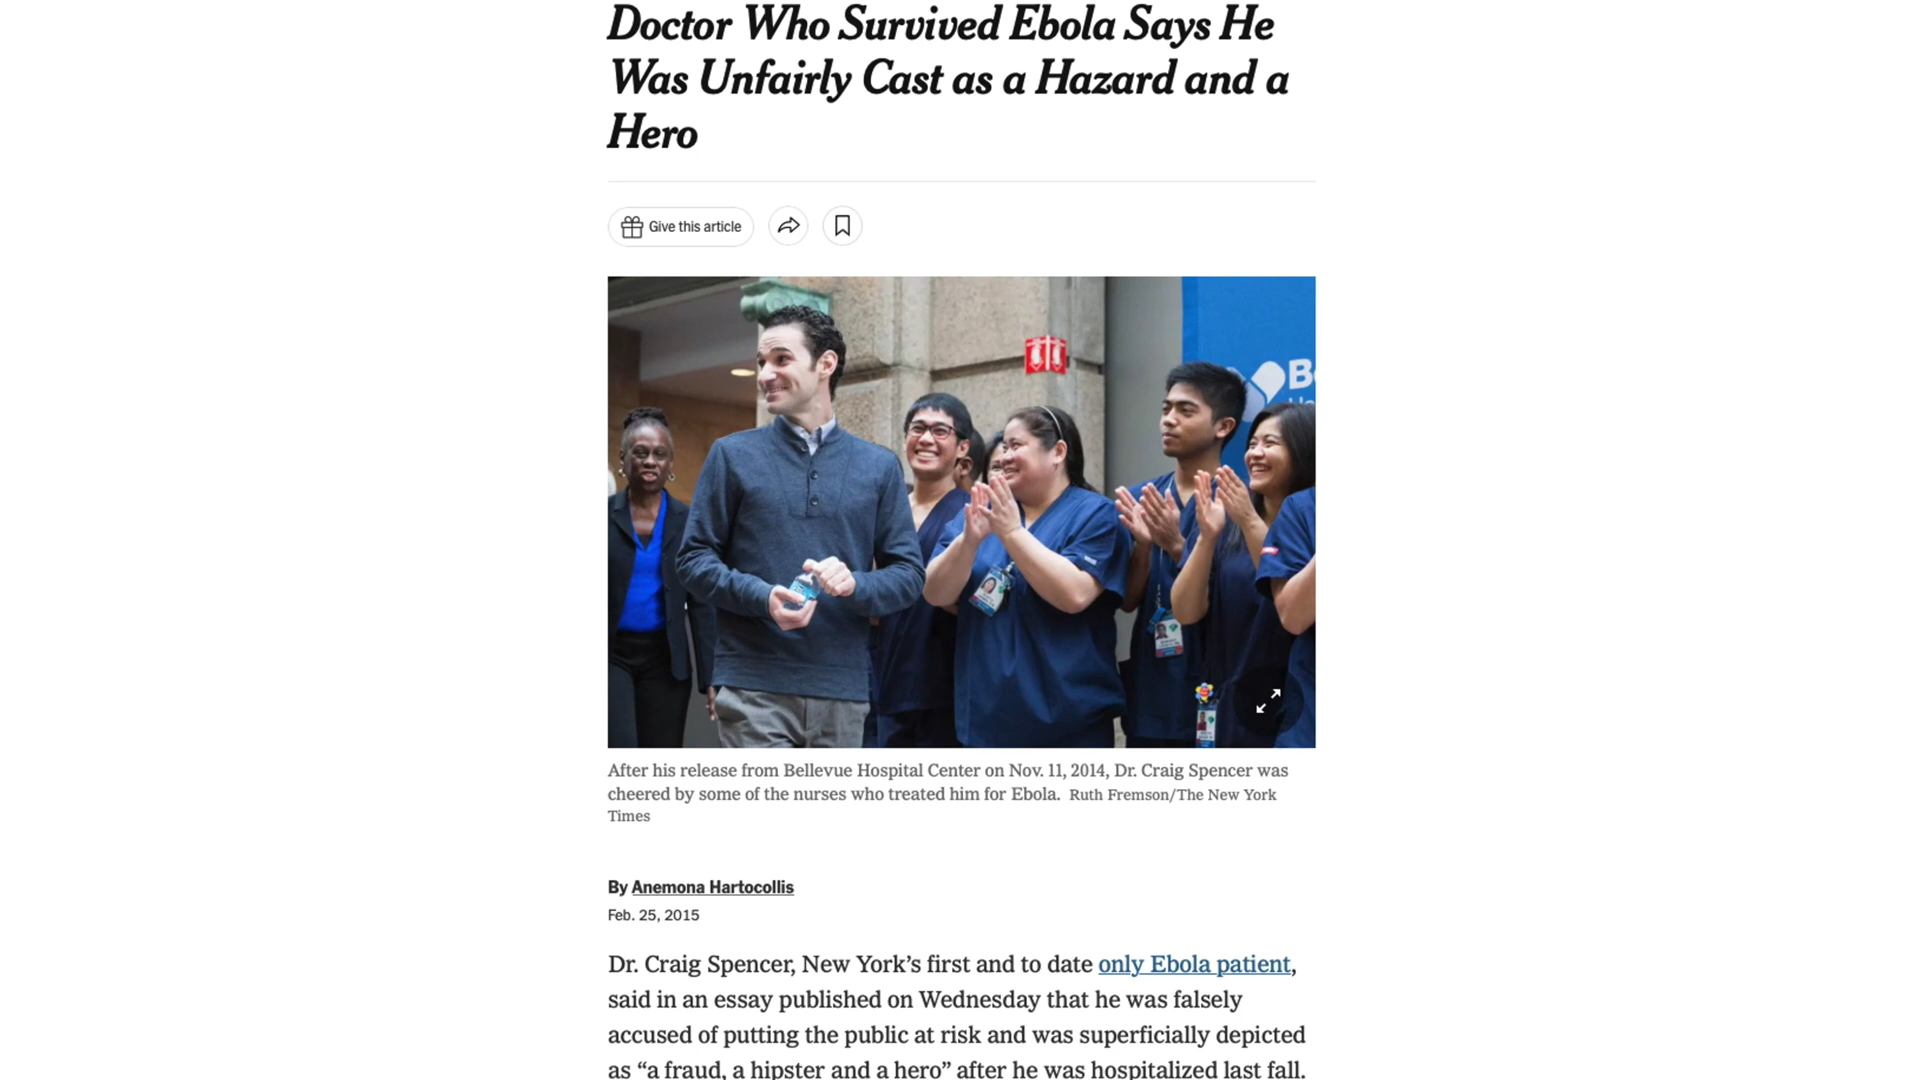 Doctor Who Survived Ebola Says He
Was Unfairly Cast as a Hazard and a
Hero
Give this article
After his release from Bellevue Hospital Center on Nov. 11, 2014, Dr. Craig Spencer was
cheered by some of the nurses who treated him for Ebola. Ruth Fremson/The New York
Times
By Anemona Hartocollis
Feb. 25, 2015
Dr. Craig Spencer, New York’s first and to date only Ebola patient,
said in an essay published on Wednesday that he was falsely
accused of putting the public at risk and was superficially depicted
as “a fraud, a hipster and a hero” after he was hospitalized last fall.